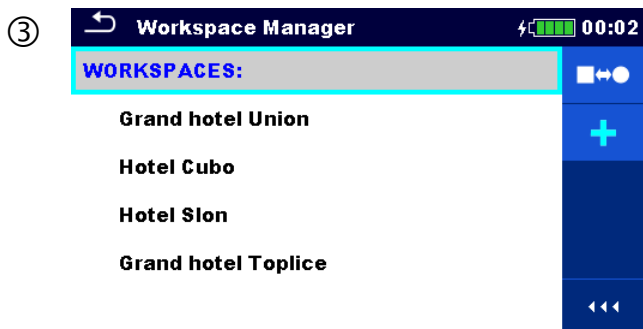 ③
Workspace Manager
00:02
WORKSPACES:
Grand hotel Union
Hotel Cubo
Hotel Slon
Grand hotel Toplice